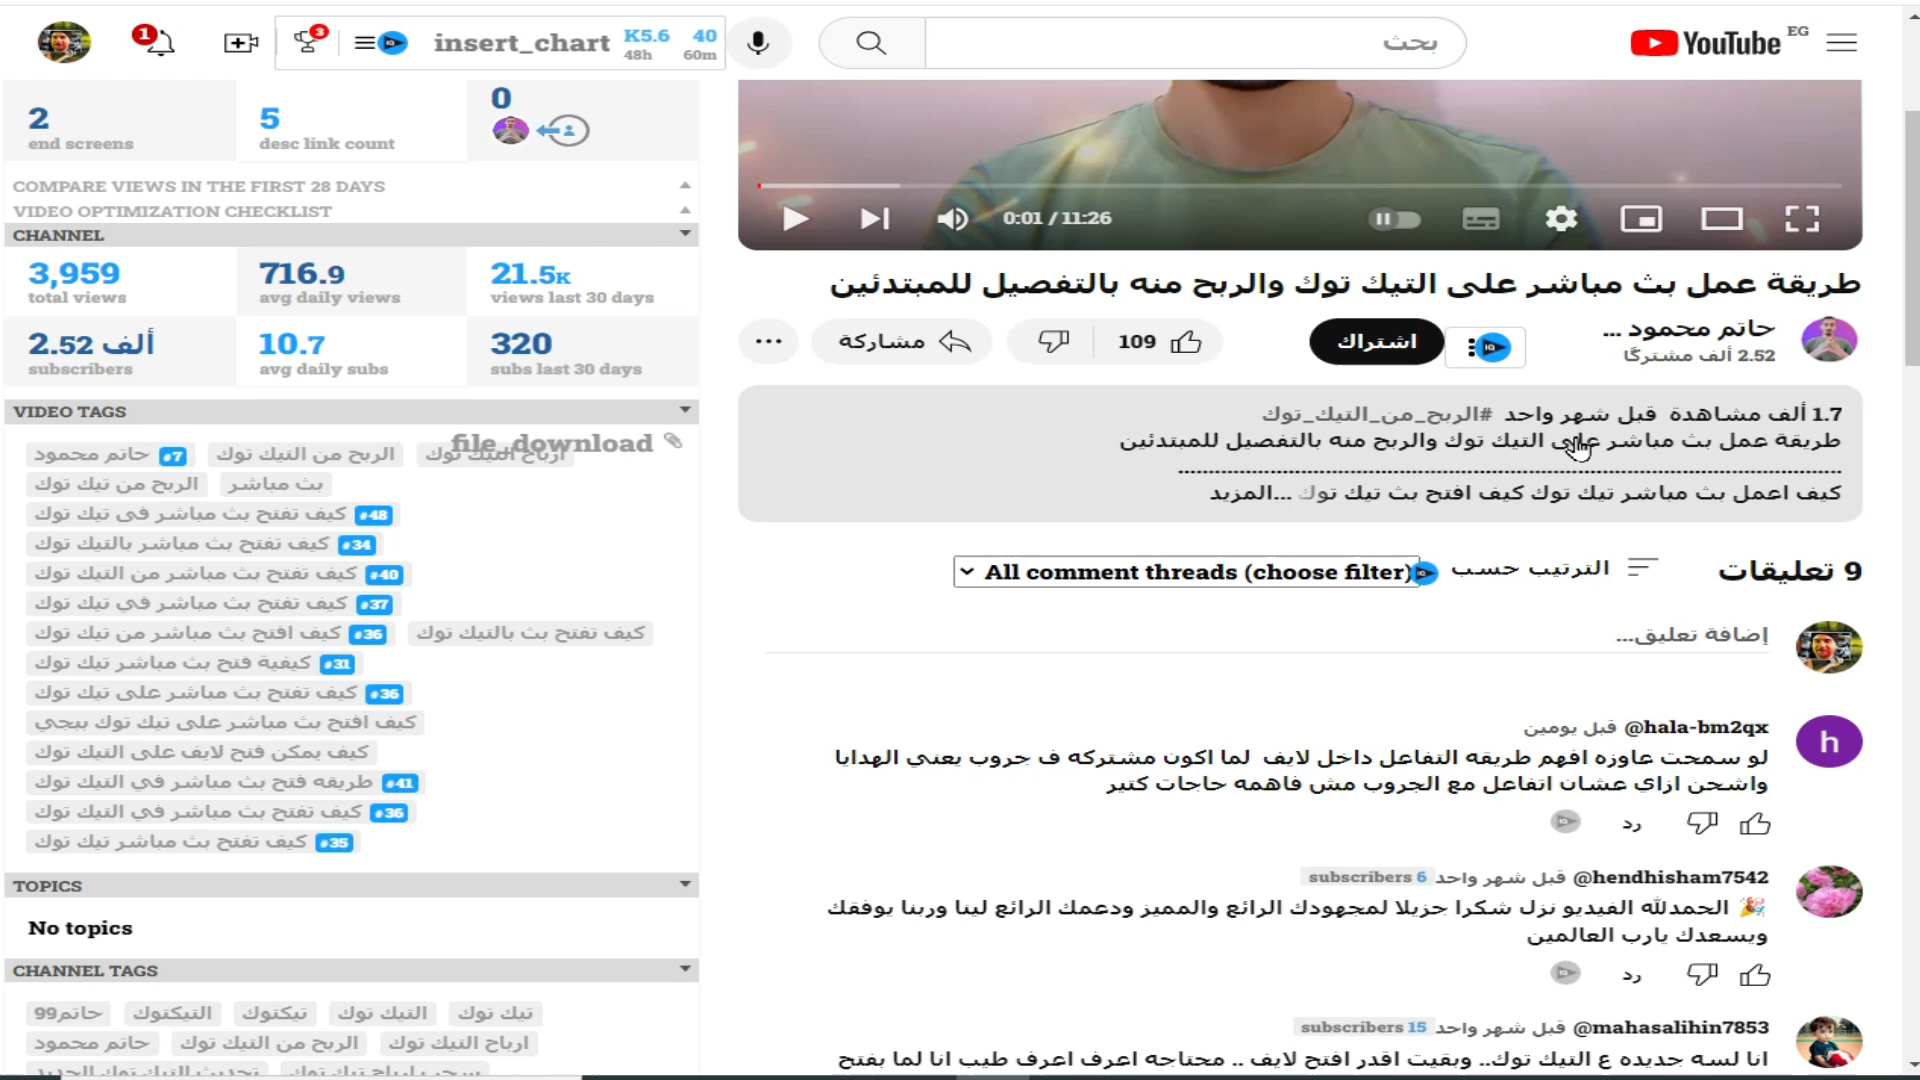 1
3
insert_chart
K5.6 48h
40 60m
بحث
YouTube EG
2
end screens
5
desc link count
0
COMPARE VIEWS IN THE FIRST 28 DAYS
VIDEO OPTIMIZATION CHECKLIST
CHANNEL
3,959
total views
716.9
avg daily views
21.5K
views last 30 days
2.52 ألف
subscribers
10.7
avg daily subs
320
subs last 30 days
VIDEO TAGS
file_download
حاتم محمود #7
الربح من التيك توك
ارباح التيك توك
الربح من تيك توك
بث مباشر
كيف تفتح بث مباشر فى تيك توك #48
كيف تفتح بث مباشر بالتيك توك #34
كيف تفتح بث مباشر من التيك توك #40
كيف تفتح بث مباشر في تيك توك #37
كيف افتح بث مباشر من تيك توك #36
كيف تفتح بث بالتيك توك
كيفية فتح بث مباشر تيك توك #31
كيف تفتح بث مباشر على تيك توك #36
كيف افتح بث مباشر على تيك توك ببجي
كيف يمكن فتح لايف على التيك توك
طريقه فتح بث مباشر في التيك توك #41
كيف تفتح بث مباشر في التيك توك #36
كيف تفتح بث مباشر تيك توك #35
TOPICS
No topics
CHANNEL TAGS
حاتم99
التيكتوك
تيكتوك
التيك توك
تيك توك
حاتم محمود
الربح من التيك توك
ارباح التيك توك
تحديث التيك توك الجديد
سحب ارباح تيك توك
0:01 / 11:26
طريقة عمل بث مباشر على التيك توك والربح منه بالتفصيل للمبتدئين
حاتم محمود ...
2.52 ألف مشتركًا
اشتراك
109
مشاركة
1.7 ألف مشاهدة قبل شهر واحد #الربح_من_التيك_توك
طريقة عمل بث مباشر على التيك توك والربح منه بالتفصيل للمبتدئين
كيف اعمل بث مباشر تيك توك كيف افتح بث تيك توك ...المزيد
9 تعليقات
الترتيب حسب
All comment threads (choose filter)
إضافة تعليق...
h
@hala-bm2qx قبل يومين
لو سمحت عاوزه افهم طريقه التفاعل داخل لايف لما اكون مشتركه ف جروب يعني الهدايا
واشحن ازاي عشان اتفاعل مع الجروب مش فاهمه حاجات كتير
رد
@hendhisham7542 قبل شهر واحد subscribers 6
🎉 الحمدلله الفيديو نزل شكرا جزيلا لمجهودك الرائع والمميز ودعمك الرائع لينا وربنا يوفقك
ويسعدك يارب العالمين
رد
@mahasalihin7853 قبل شهر واحد subscribers 15
انا لسه جديده ع التيك توك.. وبقيت اقدر افتح لايف .. محتاجه اعرف اعرف طيب انا لما بفتح